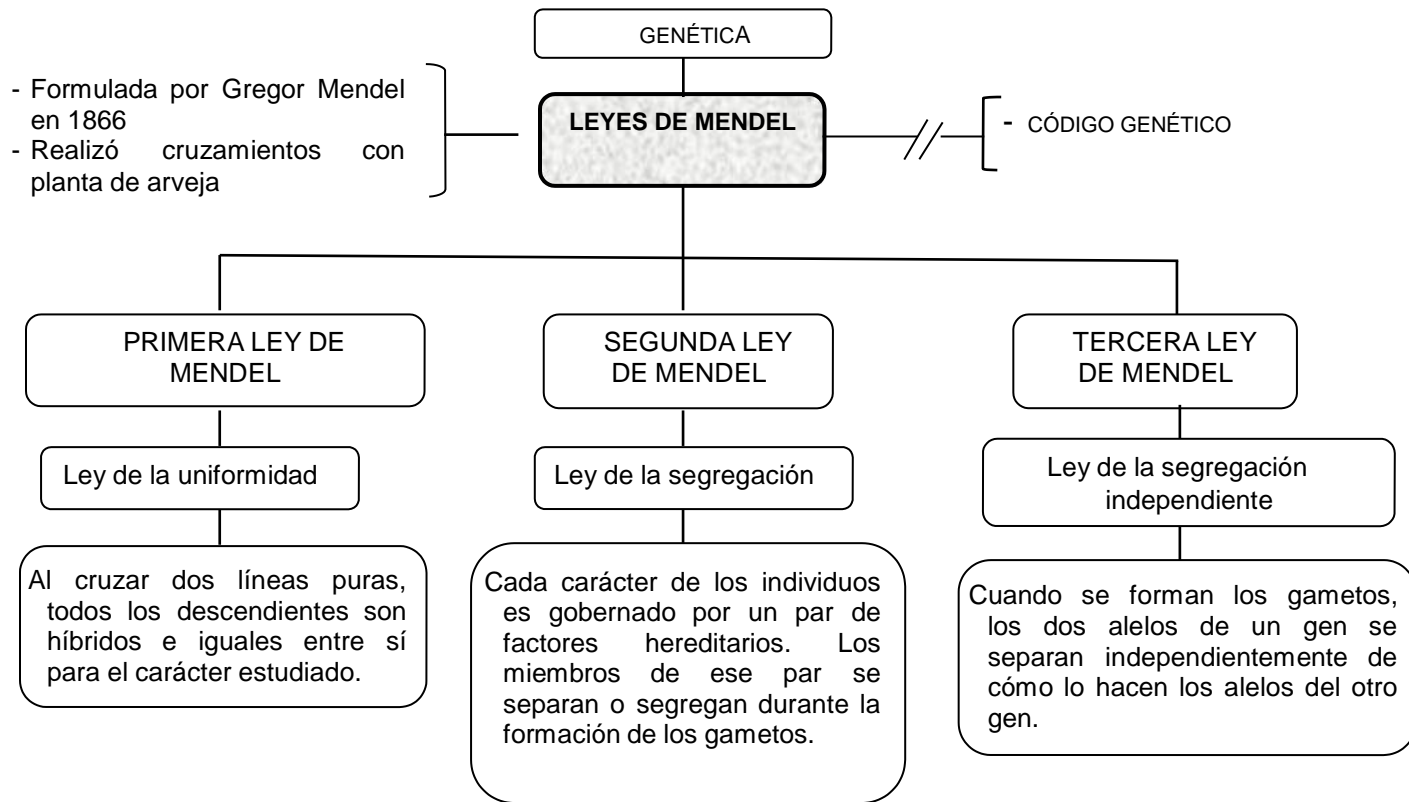 GENÉTICA
- Formulada por Gregor Mendel
en 1866
- Realizó cruzamientos con
planta de arveja
LEYES DE MENDEL
- CÓDIGO GENÉTICO
PRIMERA LEY DE
MENDEL
SEGUNDA LEY
DE MENDEL
TERCERA LEY
DE MENDEL
Ley de la uniformidad
Ley de la segregación
Ley de la segregación
independiente
Al cruzar dos líneas puras,
todos los descendientes son
híbridos e iguales entre sí
para el carácter estudiado.
Cada carácter de los individuos
es gobernado por un par de
factores hereditarios. Los
miembros de ese par se
separan o segregan durante la
formación de los gametos.
Cuando se forman los gametos,
los dos alelos de un gen se
separan independientemente de
cómo lo hacen los alelos del otro
gen.